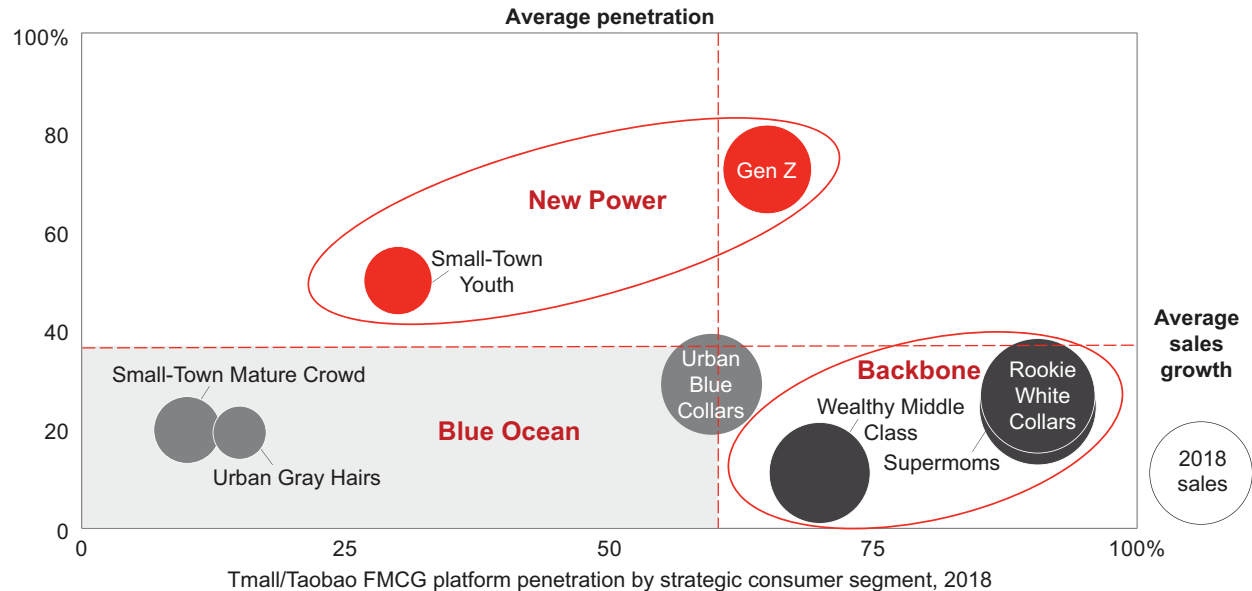 Average penetration
100%
80
60
40
20
0
Gen Z
New Power
Small-Town
Youth
Average
sales
growth
Urban
Blue
Collars
Backbone
Rookie
White
Collars
Small-Town Mature Crowd
Wealthy Middle
Class
Blue Ocean
Supermoms
Urban Gray Hairs
2018
sales
0
25
50
75
100%
Tmall/Taobao FMCG platform penetration by strategic consumer segment, 2018